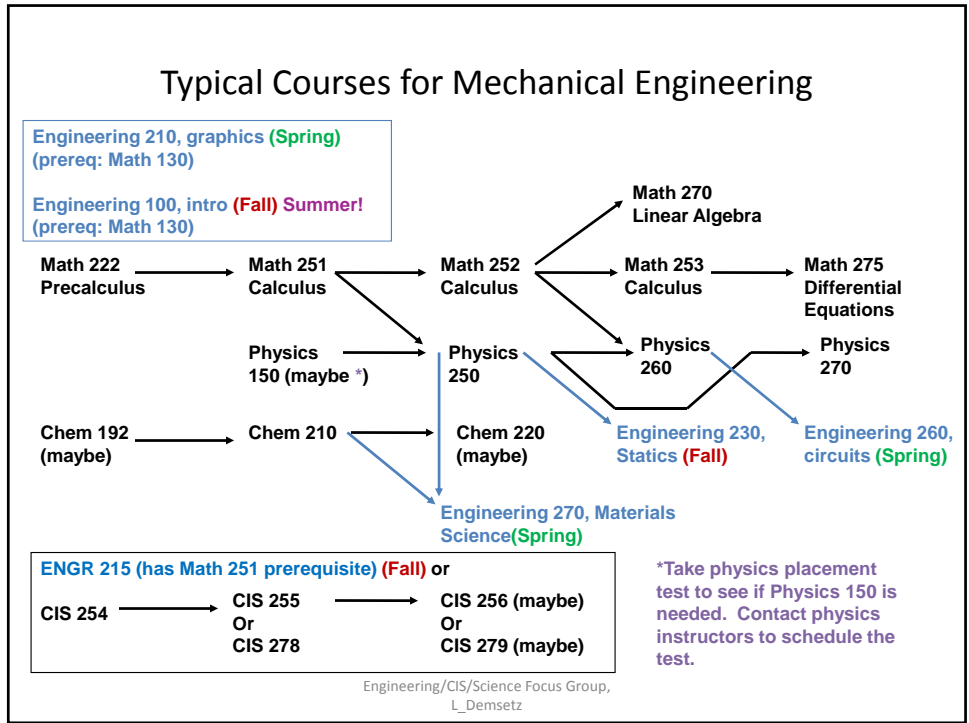 Typical Courses for Mechanical Engineering
Engineering 210, graphics (Spring)
(prereq: Math 130)
Engineering 100, intro (Fall) Summer!
(prereq: Math 130)
Math 270
Linear Algebra
Math 222
Precalculus
Math 251
Calculus
Math 252
Calculus
Math 253
Calculus
Math 275
Differential
Equations
Physics
150 (maybe *)
Physics
250
Physics
260
Physics
270
Chem 192
(maybe)
Chem 210
Chem 220
(maybe)
Engineering 230,
Statics (Fall)
Engineering 260,
circuits (Spring)
Engineering 270, Materials
Science(Spring)
ENGR 215 (has Math 251 prerequisite) (Fall) or
CIS 254
CIS 255
Or
CIS 278
CIS 256 (maybe)
Or
CIS 279 (maybe)
*Take physics placement
test to see if Physics 150 is
needed. Contact physics
instructors to schedule the
test.
Engineering/CIS/Science Focus Group,
L_Demsetz